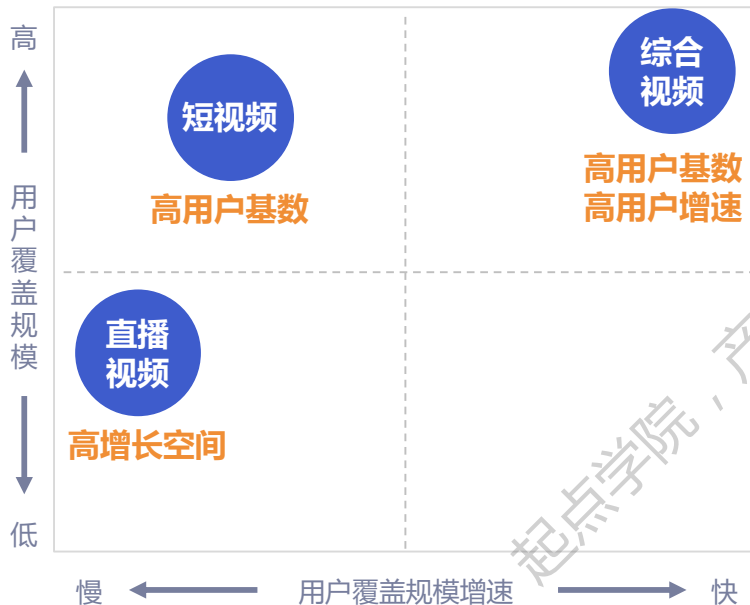 高
综合
视频
短视频
高用户基数
高用户增速
高用户基数
用户覆盖规模
直播
视频
高增长空间
起点学院，产
低
慢
用户覆盖规模增速
快